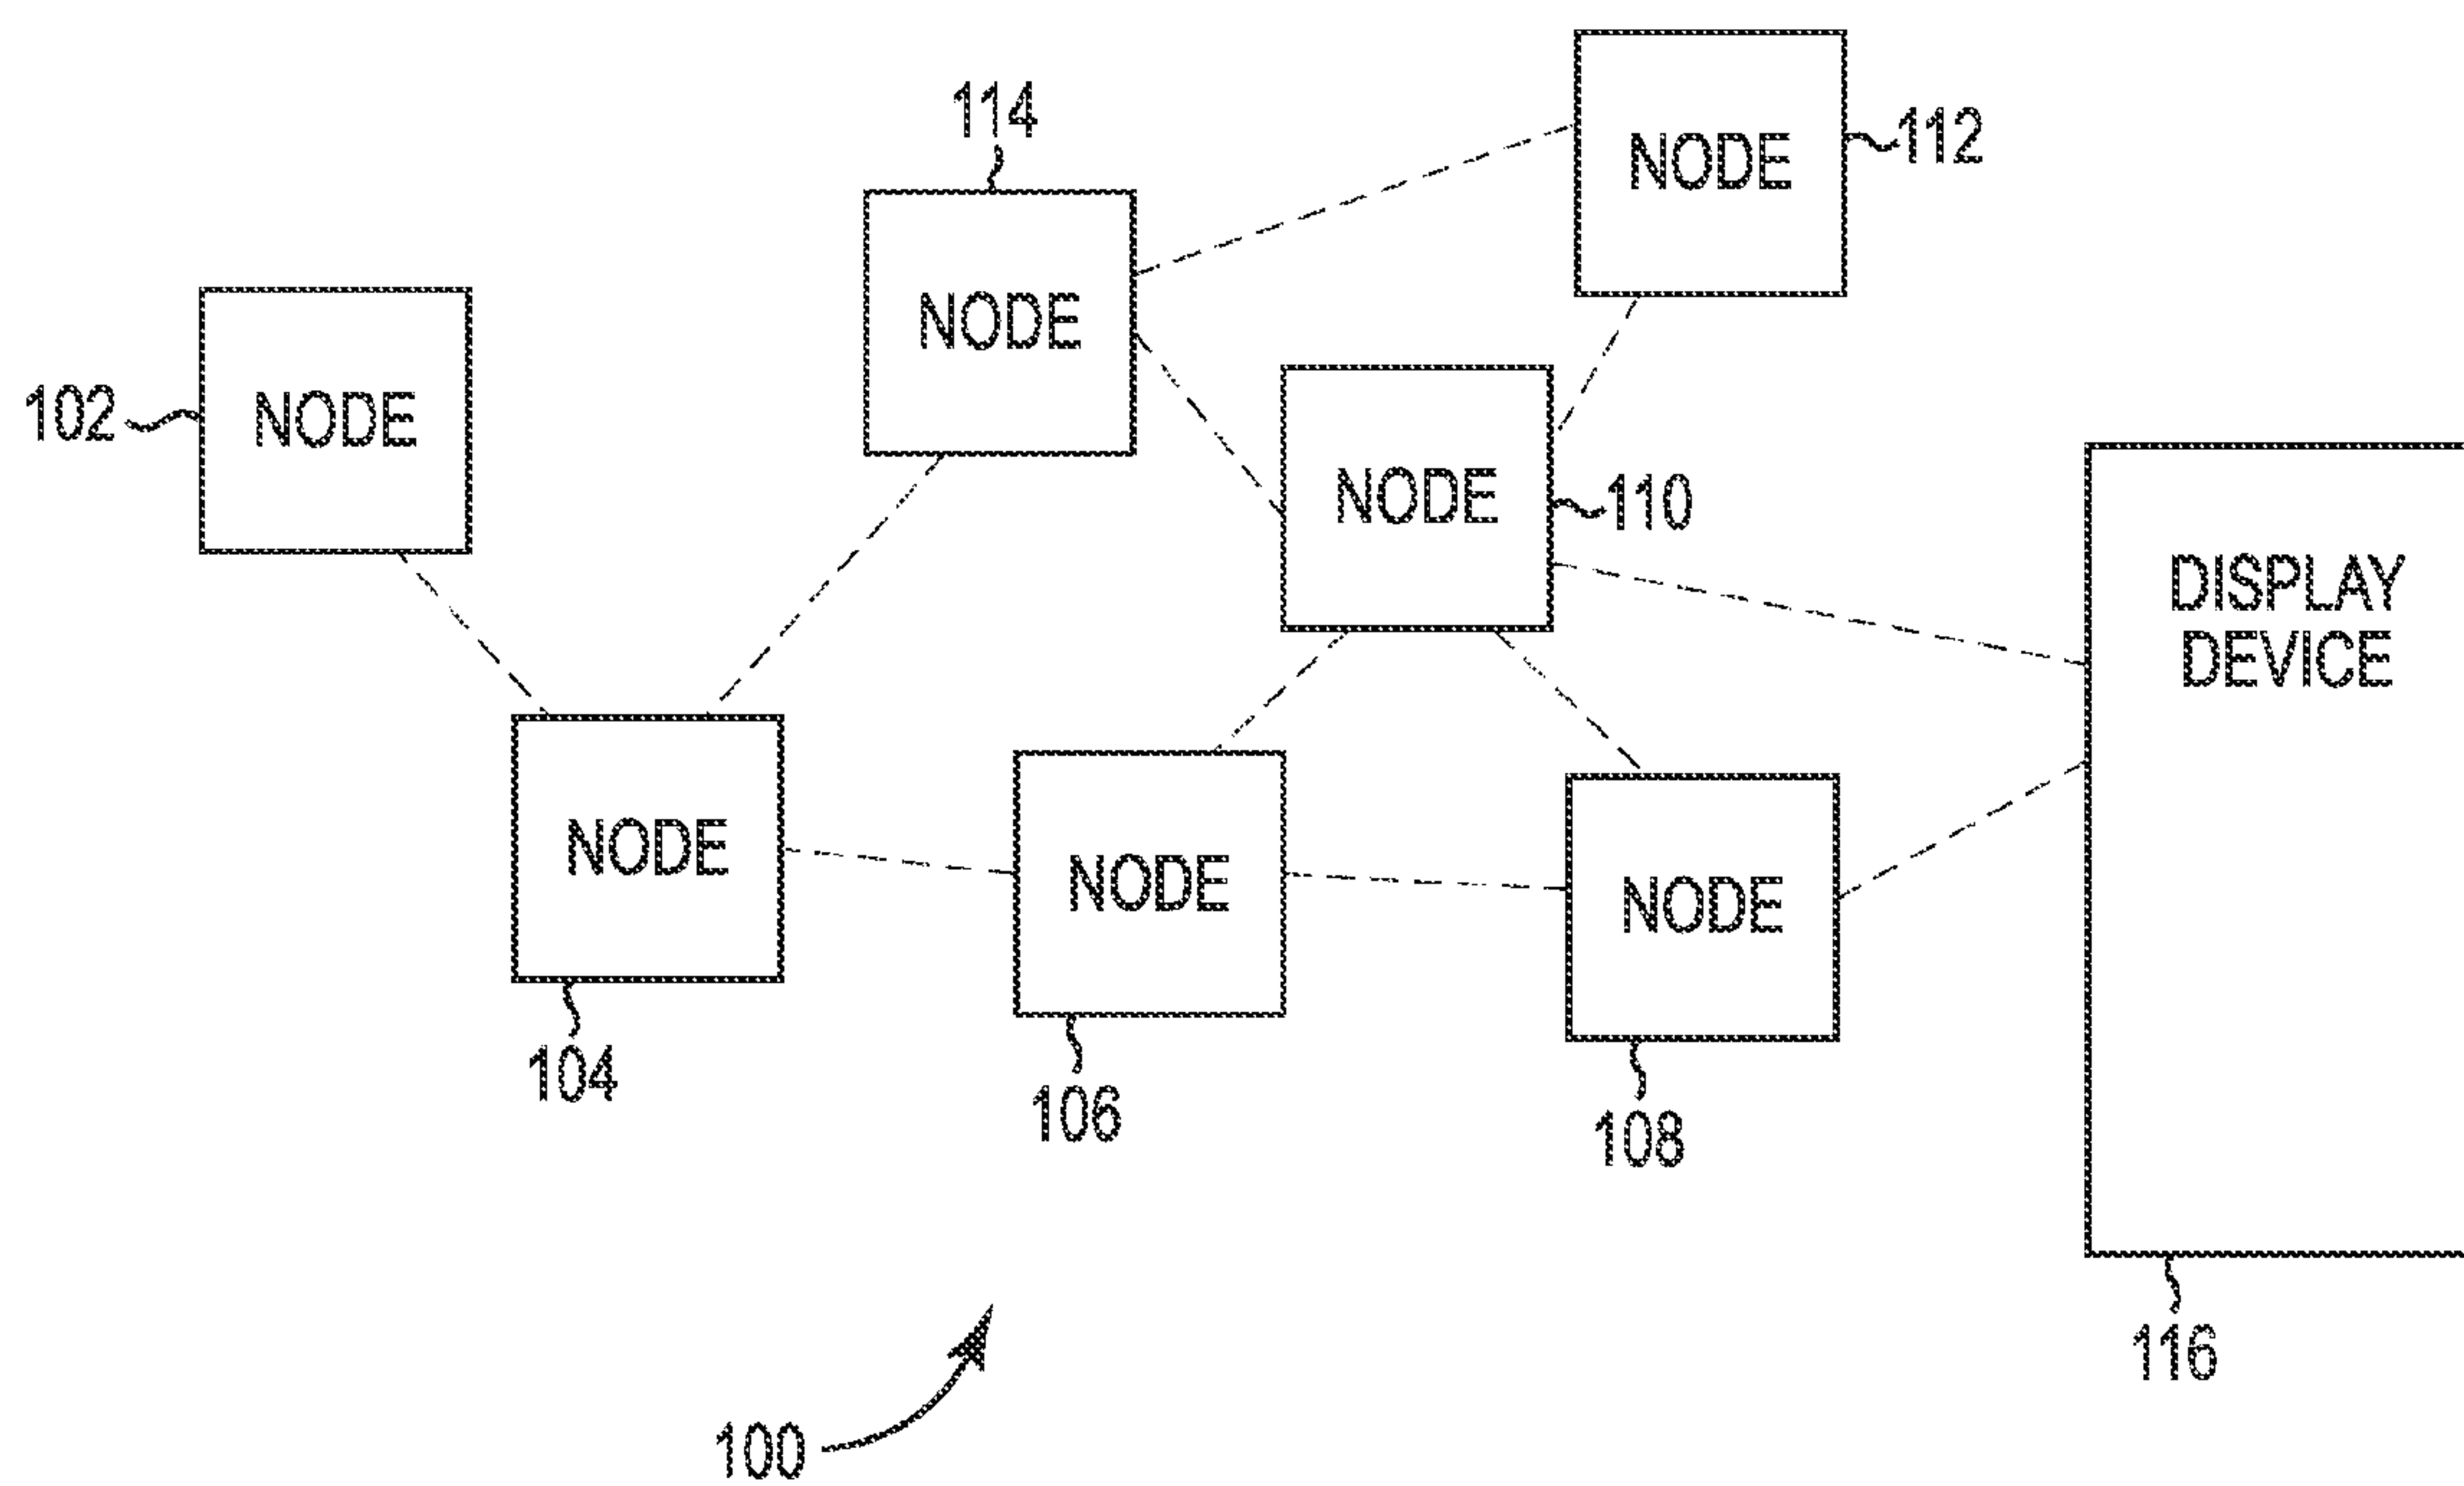 114
112
NODE
NODE
102
NODE
NODE
110
DISPLAY
DEVICE
NODE
NODE
NODE
104
106
108
116
100